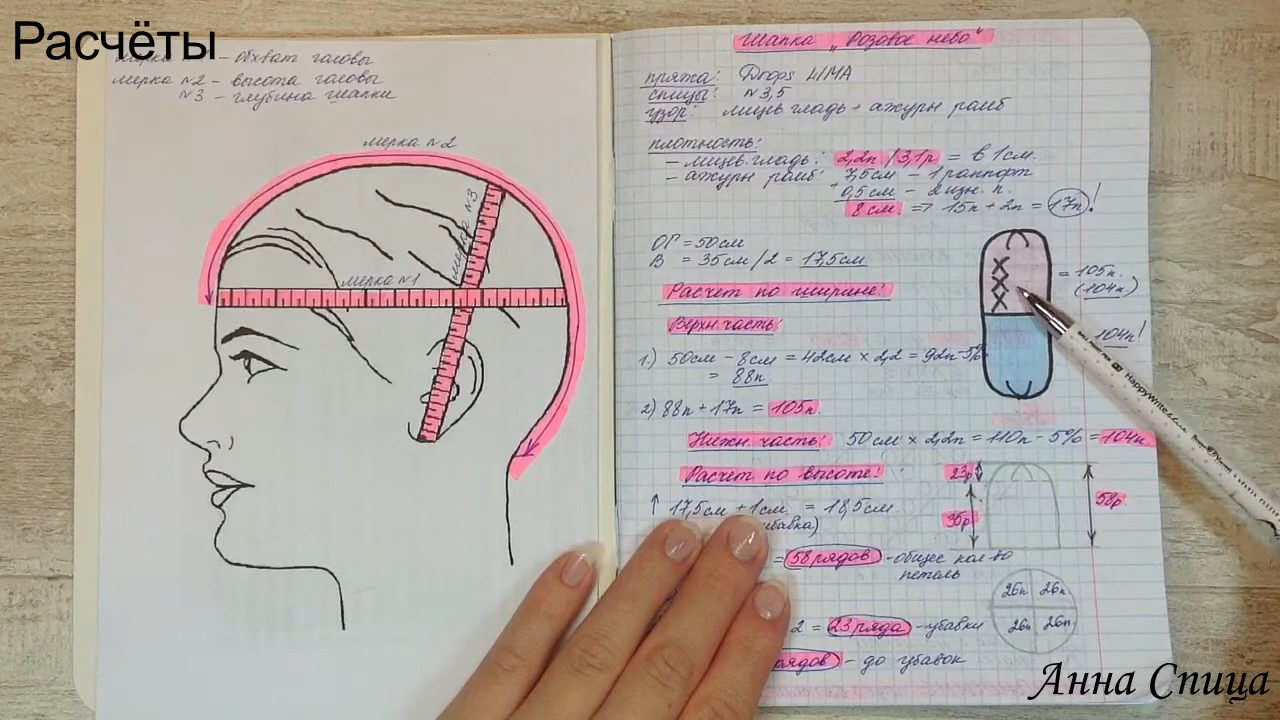 Расчёты
мерка №1 - обхват головы
мерка №2 - высота головы
№3 - глубина шапки
мерка №2
мерка №3
мерка №1
Шапка „Розовое небо"
пряжа: Drops LIMA
спицы: №3,5
узор: лицев. гладь + ажурн. ромб
плотность:
- лицев. гладь: 2,2п / 3,1р = в 1см.
- ажурн ромб: 7,5см - 1 раппорт
+ 0,5см - 2 изн. п.
8 см. => 15п + 2п = 17п!
ОГ = 50см
В = 35см/2 = 17,5см
= 105п.
(104п)
Расчет по ширине!
Верхн часть:
104п!
1.) 50см - 8см = 42см × 2,2 = 92п-5%
= 88п.
2) 88п + 17п = 105п.
Нижн. часть: 50см × 2,2п = 110п - 5% = 104п.
Расчет по высоте!
23р
35р
58р.
↑ 17,5см + 1см. = 18,5см.
= 58 рядов - общее кол-во
петель
26п 26п
26п 26п
2 = 23 ряда - убавки
рядов - до убавок
HappyWrite
Анна Спица